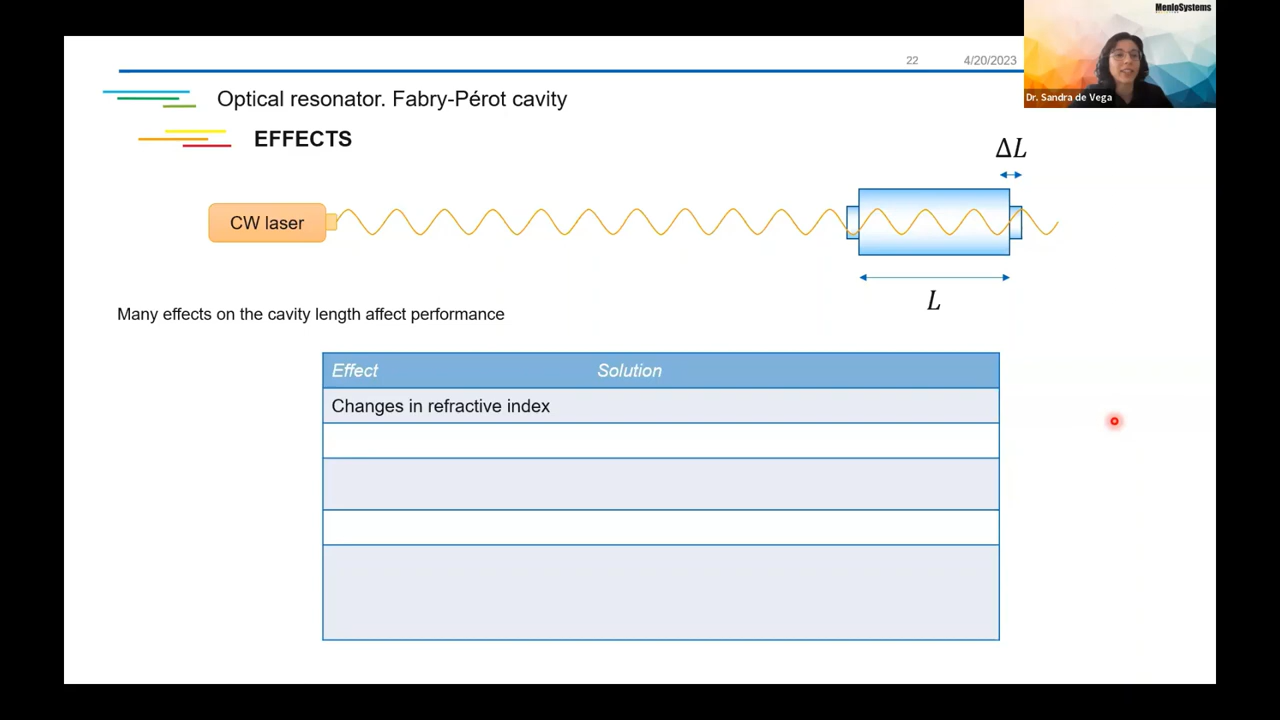 MenloSystems
22 4/20/2023
Dr. Sandra de Vega
Optical resonator. Fabry-Pérot cavity
EFFECTS
ΔL
CW laser
L
Many effects on the cavity length affect performance
Effect Solution
Changes in refractive index